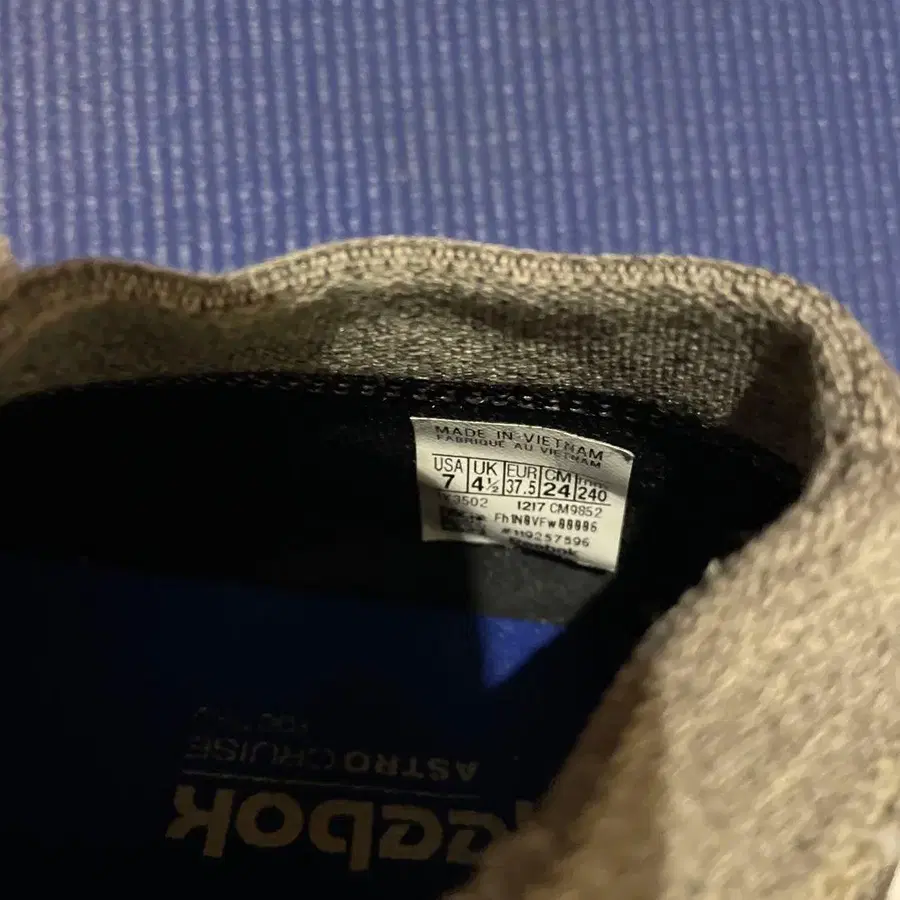 MADE IN VIETNAM
FABRIQUE AU VIETNAM
USA UK EUR CM mm
7 4½ 37.5 24 240
1217 CM9852
#119257596
Reebok
ASTRO CRUISE
Reebok